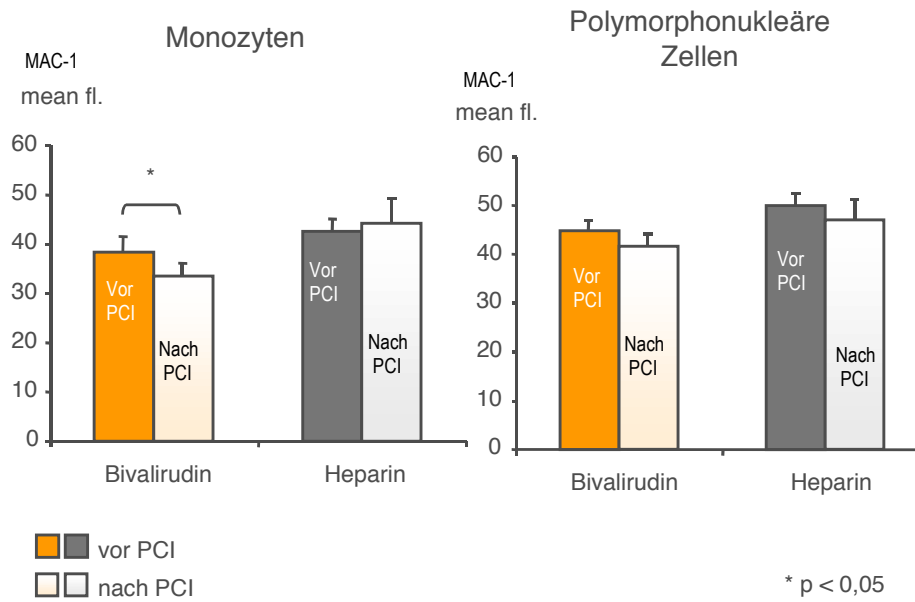 Monozyten
MAC-1
mean fl.
60
50
40
30
20
10
0
*
Vor
PCI
Nach
PCI
Vor
PCI
Nach
PCI
Bivalirudin
Heparin
Polymorphonukleäre
Zellen
MAC-1
mean fl.
60
50
40
30
20
10
0
Vor
PCI
Nach
PCI
Vor
PCI
Nach
PCI
Bivalirudin
Heparin
vor PCI
nach PCI
* p < 0,05